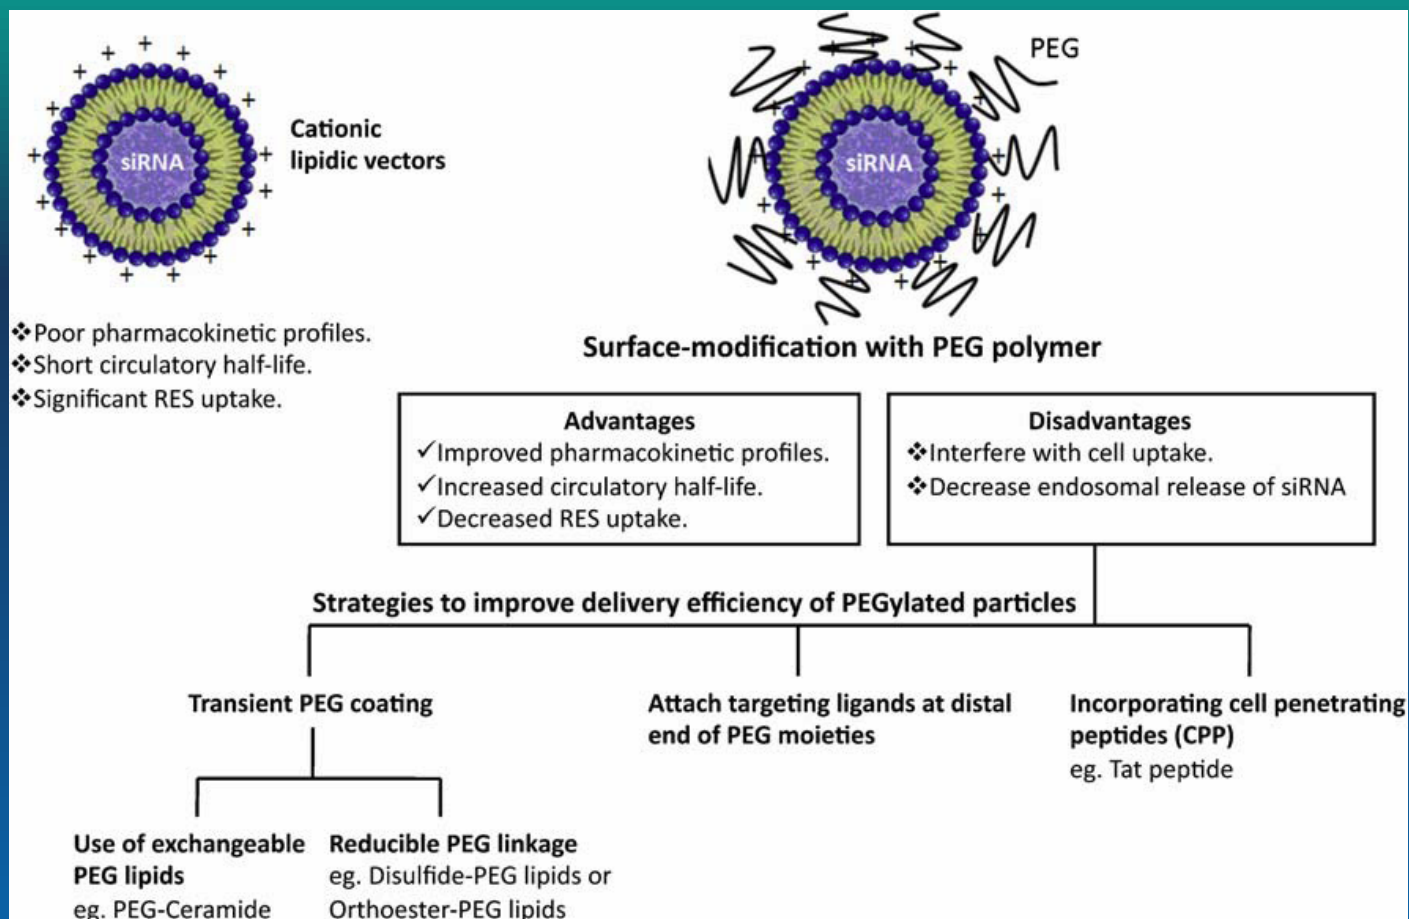 siRNA
Cationic
lipidic vectors
❖Poor pharmacokinetic profiles.
❖Short circulatory half-life.
❖Significant RES uptake.
PEG
siRNA
Surface-modification with PEG polymer
Advantages
✓Improved pharmacokinetic profiles.
✓Increased circulatory half-life.
✓Decreased RES uptake.
Disadvantages
❖Interfere with cell uptake.
❖Decrease endosomal release of siRNA
Strategies to improve delivery efficiency of PEGylated particles
Transient PEG coating
Use of exchangeable
PEG lipids
eg. PEG-Ceramide
Reducible PEG linkage
eg. Disulfide-PEG lipids or
Orthoester-PEG lipids
Attach targeting ligands at distal
end of PEG moieties
Incorporating cell penetrating
peptides (CPP)
eg. Tat peptide